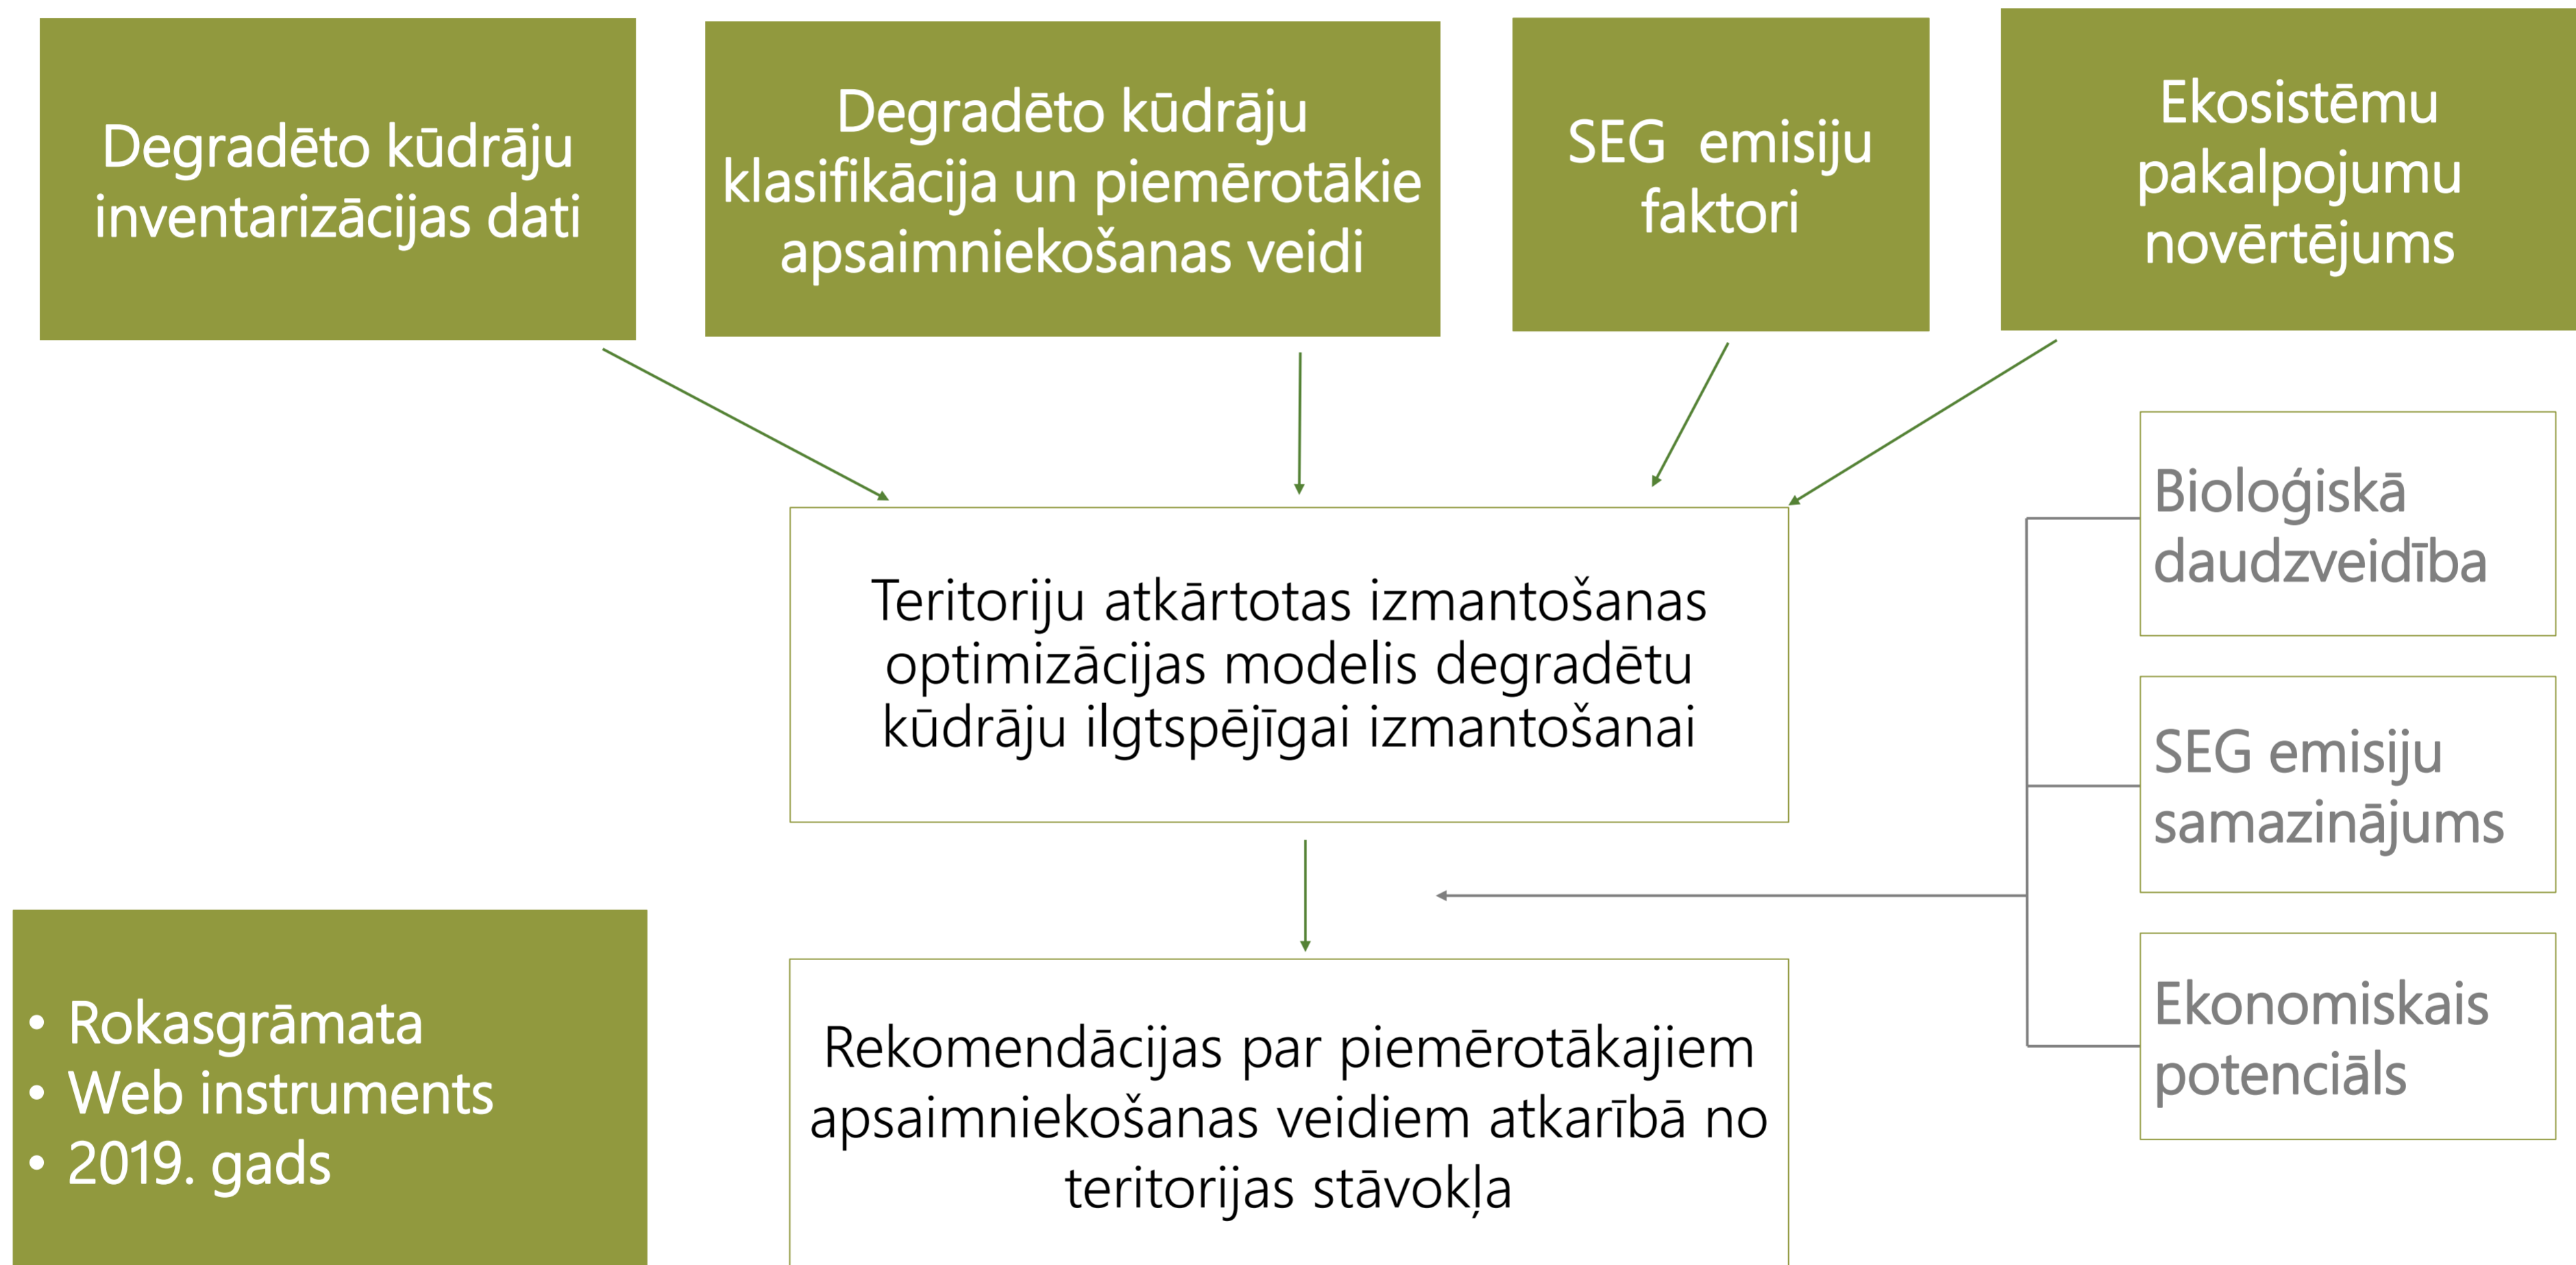 Degradēto kūdrāju
inventarizācijas dati
Degradēto kūdrāju
klasifikācija un piemērotākie
apsaimniekošanas veidi
SEG emisiju
faktori
Ekosistēmu
pakalpojumu
novērtējums
Teritoriju atkārtotas izmantošanas
optimizācijas modelis degradētu
kūdrāju ilgtspējīgai izmantošanai
Bioloģiskā
daudzveidība
SEG emisiju
samazinājums
Ekonomiskais
potenciāls
• Rokasgrāmata
• Web instruments
• 2019. gads
Rekomendācijas par piemērotākajiem
apsaimniekošanas veidiem atkarībā no
teritorijas stāvokļa